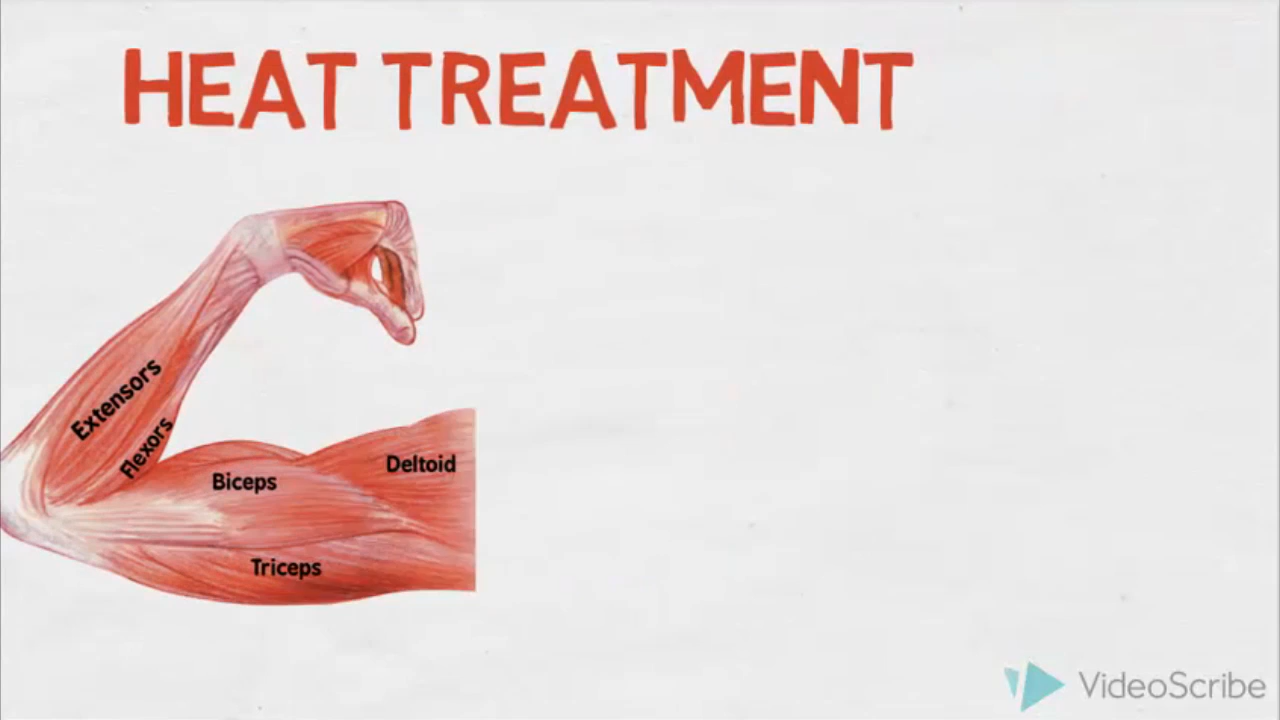 HEAT TREATMENT
Extensors
Flexors
Biceps
Deltoid
Triceps
VideoScribe